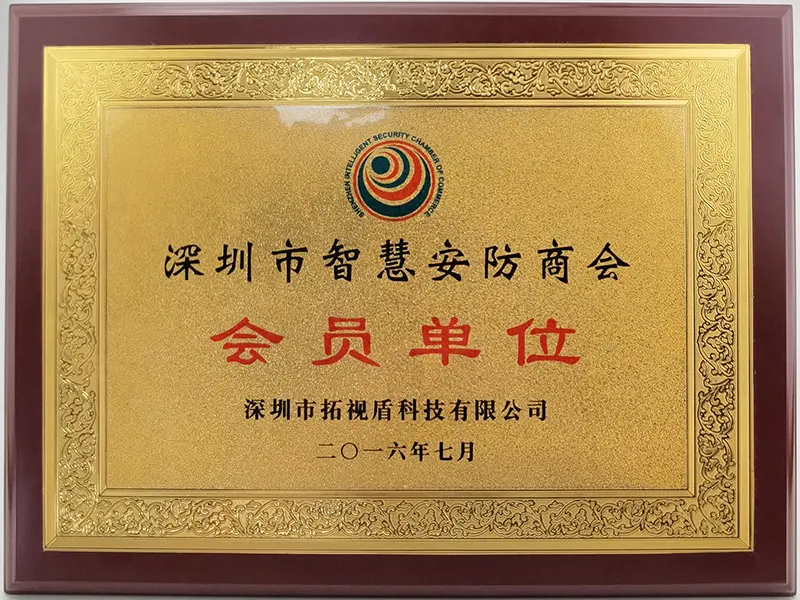 SHENZHEN INTELLIGENT SECURITY CHAMBER OF COMMERCE
深圳市智慧安防商会
会员单位
深圳市拓视盾科技有限公司
二〇一六年七月